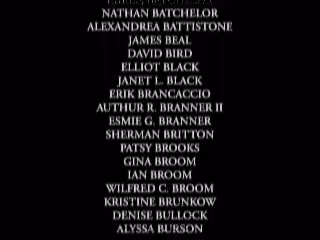 NATHAN BATCHELOR
ALEXANDREA BATTISTONE
JAMES BEAL
DAVID BIRD
ELLIOT BLACK
JANET L. BLACK
ERIK BRANCACCIO
AUTHUR R. BRANNER II
ESMIE G. BRANNER
SHERMAN BRITTON
PATSY BROOKS
GINA BROOM
IAN BROOM
WILFRED C. BROOM
KRISTINE BRUNKOW
DENISE BULLOCK
ALYSSA BURSON